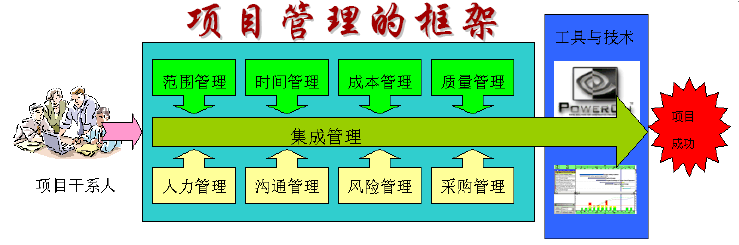 项目管理的框架
工具与技术
范围管理
时间管理
成本管理
质量管理
集成管理
项目
成功
项目干系人
人力管理
沟通管理
风险管理
采购管理